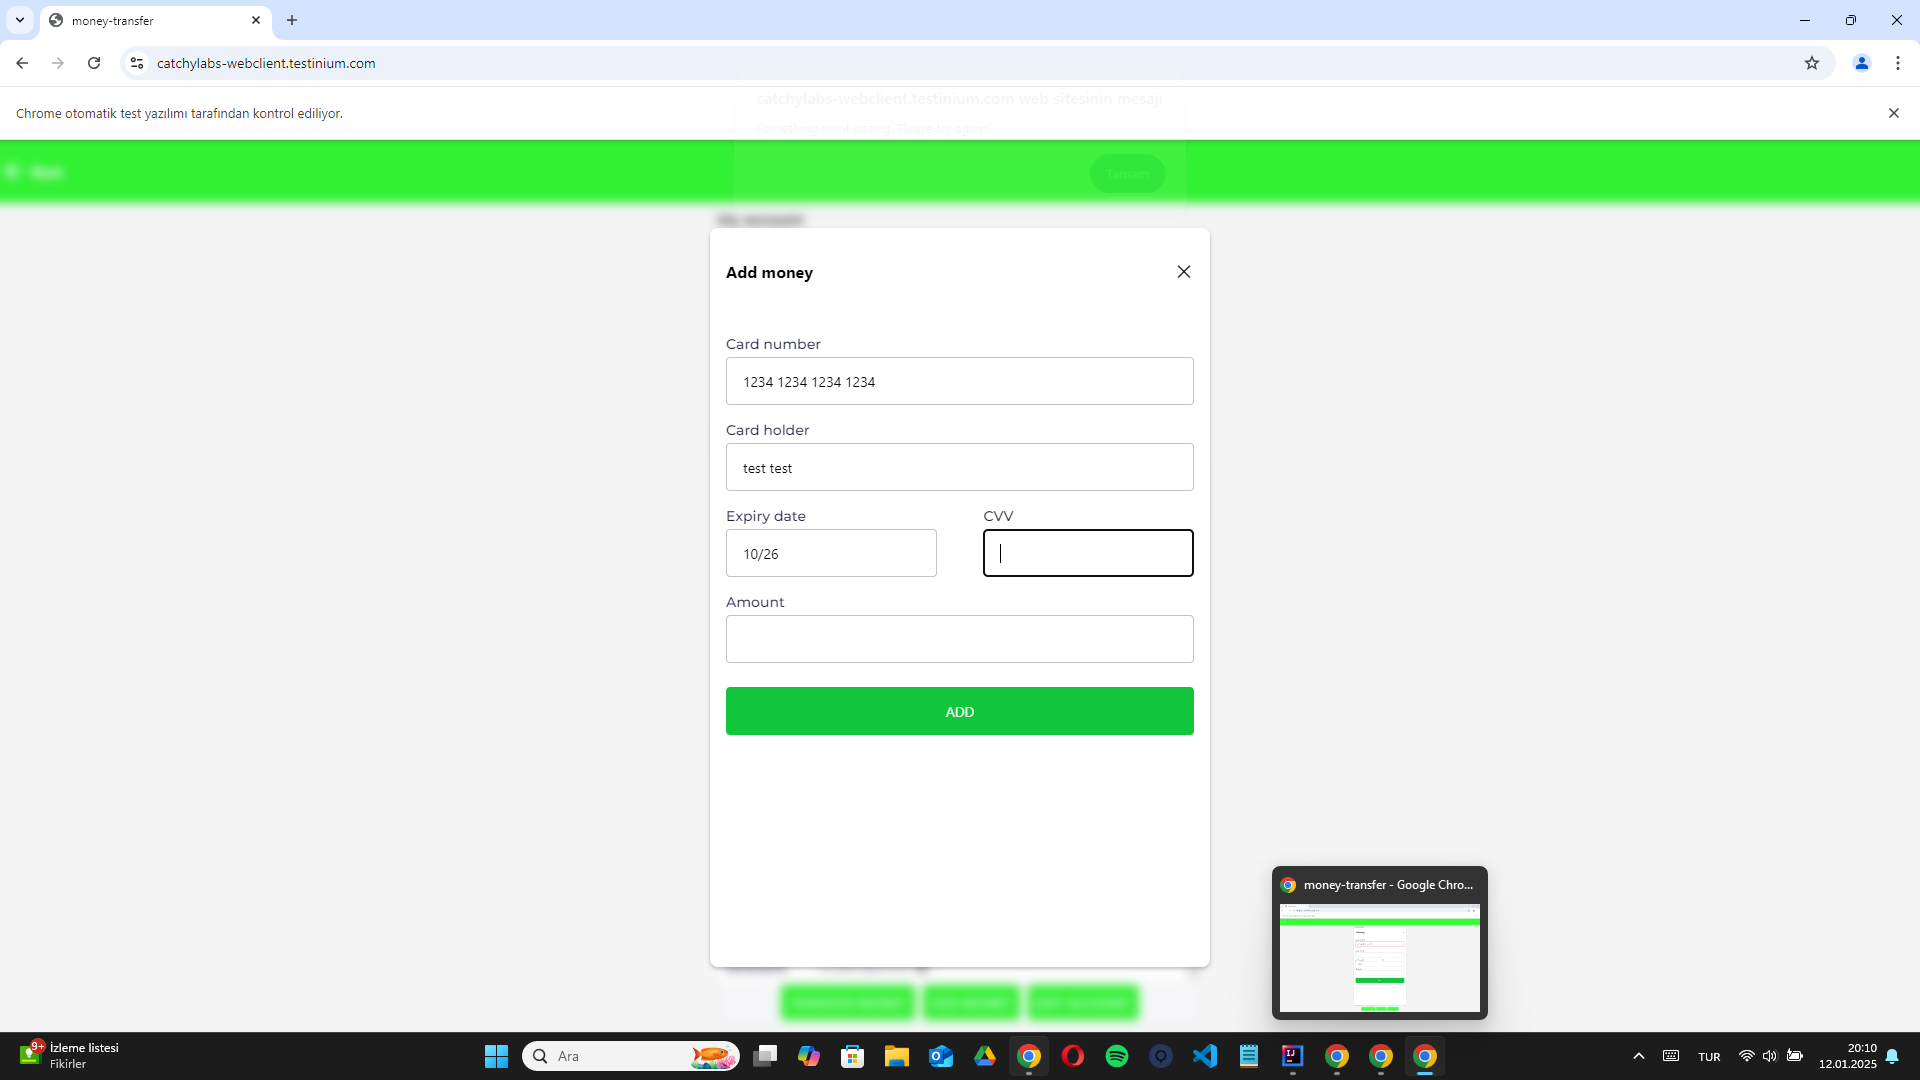 money-transfer
catchylabs-webclient.testinium.com
Chrome otomatik test yazılımı tarafından kontrol ediliyor.
catchylabs-webclient.testinium.com web sitesinin mesajı
Something went wrong. Please try again!
Tamam
My account
Add money
Card number
1234 1234 1234 1234
Card holder
test test
Expiry date
CVV
10/26
Amount
ADD
money-transfer - Google Chro...
9+
İzleme listesi
Fikirler
Ara
TUR
20:10
12.01.2025